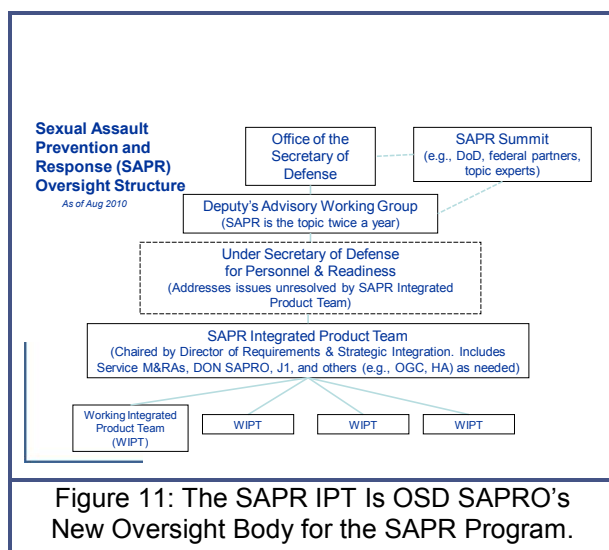 Sexual Assault
Prevention and
Response (SAPR)
Oversight Structure
As of Aug 2010
Office of the
Secretary of
Defense
SAPR Summit
(e.g., DoD, federal partners,
topic experts)
Deputy's Advisory Working Group
(SAPR is the topic twice a year)
Under Secretary of Defense
for Personnel & Readiness
(Addresses issues unresolved by SAPR Integrated
Product Team)
SAPR Integrated Product Team
(Chaired by Director of Requirements & Strategic Integration. Includes
Service M&RAs, DON SAPRO, J1, and others (e.g., OGC, HA) as needed)
Working Integrated
Product Team
(WIPT)
WIPT
WIPT
WIPT
Figure 11: The SAPR IPT Is OSD SAPRO's
New Oversight Body for the SAPR Program.